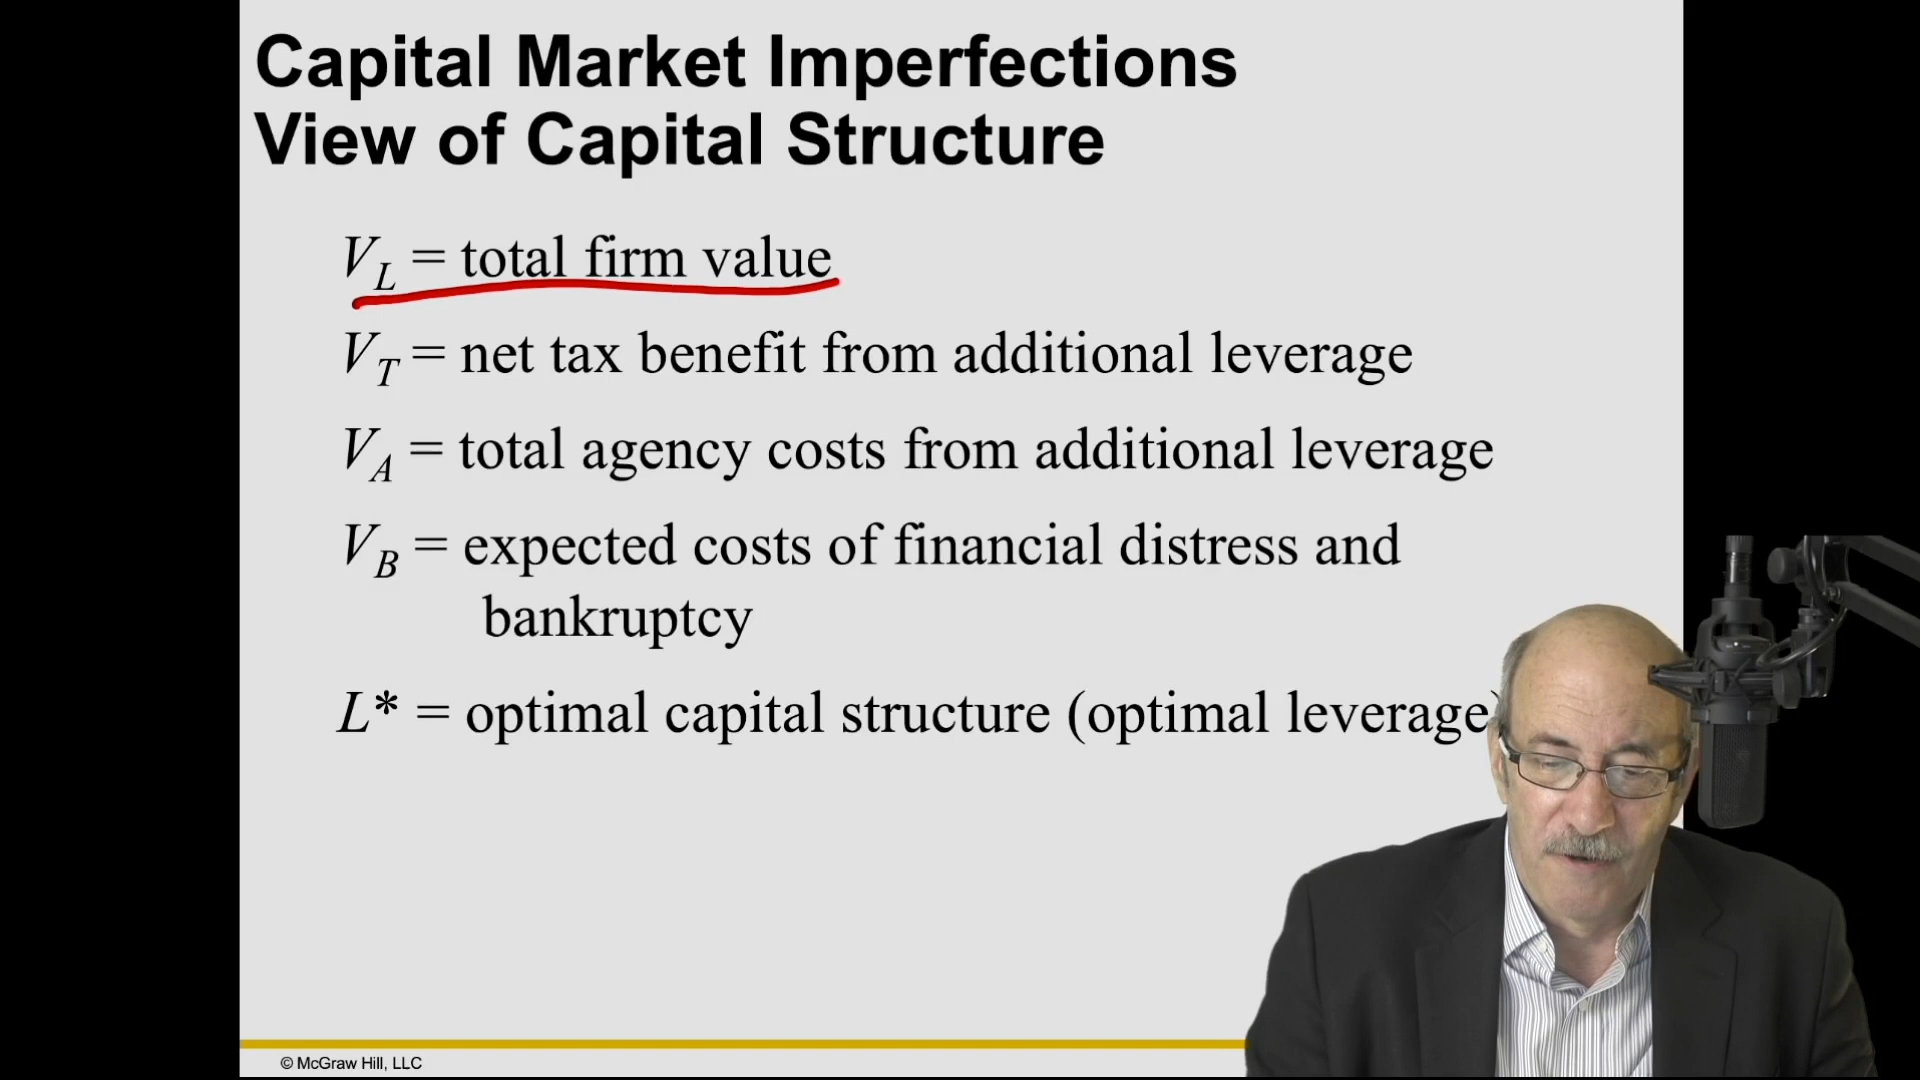 Capital Market Imperfections
View of Capital Structure
V_L = total firm value
V_T = net tax benefit from additional leverage
V_A = total agency costs from additional leverage
V_B = expected costs of financial distress and
bankruptcy
L* = optimal capital structure (optimal leverage)
© McGraw Hill, LLC